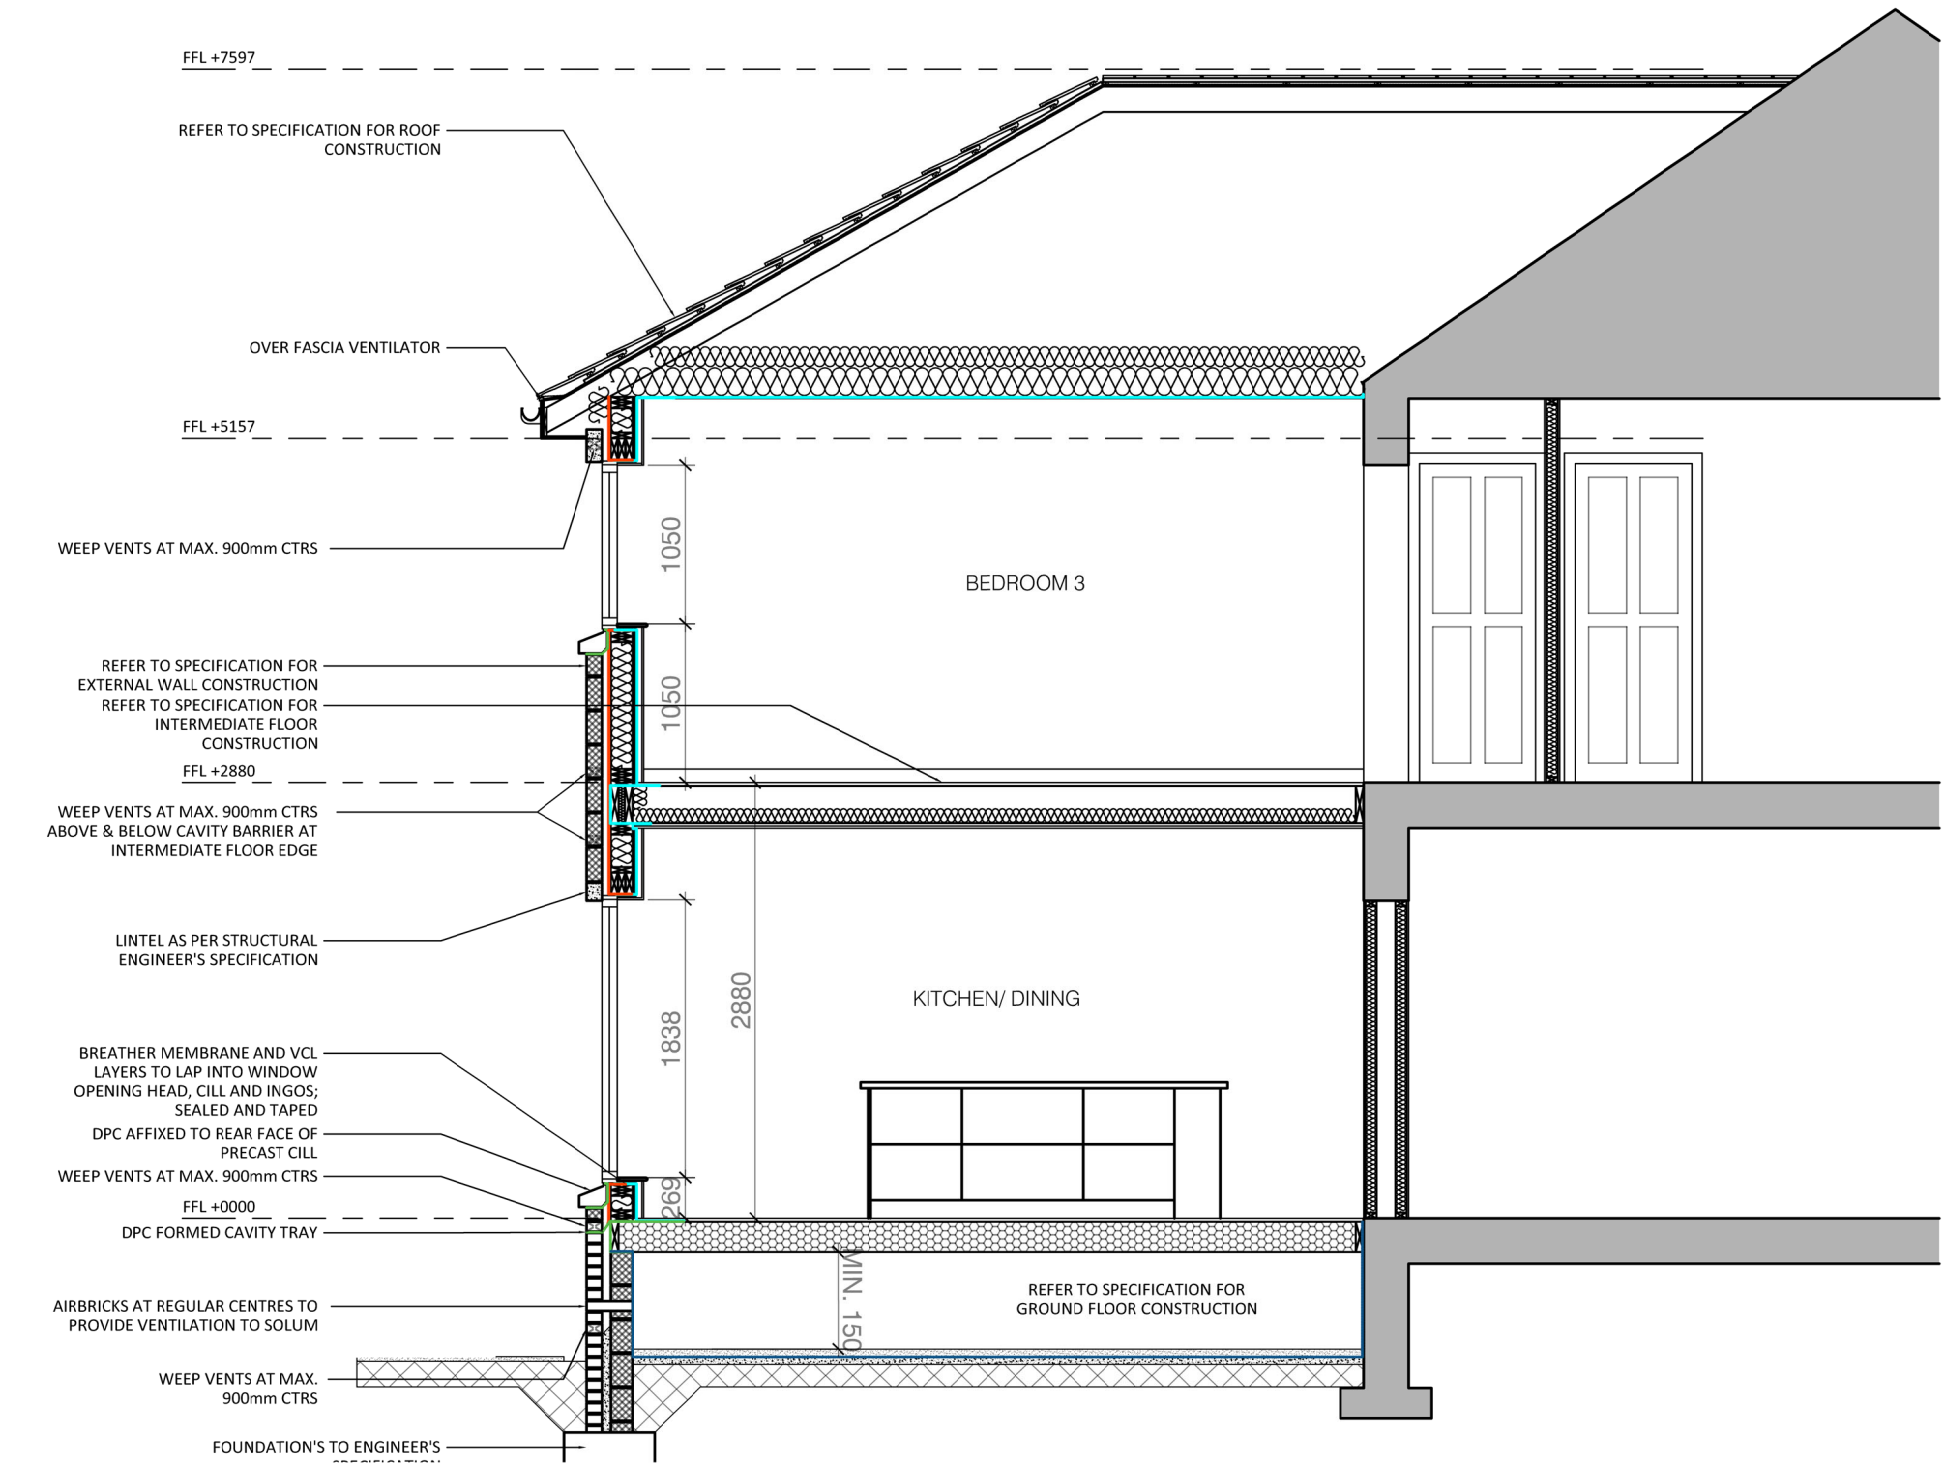 FFL +7597
REFER TO SPECIFICATION FOR ROOF
CONSTRUCTION
OVER FASCIA VENTILATOR
FFL +5157
WEEP VENTS AT MAX. 900mm CTRS
1050
BEDROOM 3
REFER TO SPECIFICATION FOR
EXTERNAL WALL CONSTRUCTION
REFER TO SPECIFICATION FOR
INTERMEDIATE FLOOR
CONSTRUCTION
1050
FFL +2880
WEEP VENTS AT MAX. 900mm CTRS
ABOVE & BELOW CAVITY BARRIER AT
INTERMEDIATE FLOOR EDGE
LINTEL AS PER STRUCTURAL
ENGINEER'S SPECIFICATION
2880
KITCHEN/ DINING
1838
BREATHER MEMBRANE AND VCL
LAYERS TO LAP INTO WINDOW
OPENING HEAD, CILL AND INGOS;
SEALED AND TAPED
DPC AFFIXED TO REAR FACE OF
PRECAST CILL
WEEP VENTS AT MAX. 900mm CTRS
269
FFL +0000
DPC FORMED CAVITY TRAY
MIN. 150
REFER TO SPECIFICATION FOR
GROUND FLOOR CONSTRUCTION
AIRBRICKS AT REGULAR CENTRES TO
PROVIDE VENTILATION TO SOLUM
WEEP VENTS AT MAX.
900mm CTRS
FOUNDATION'S TO ENGINEER'S
SPECIFICATION